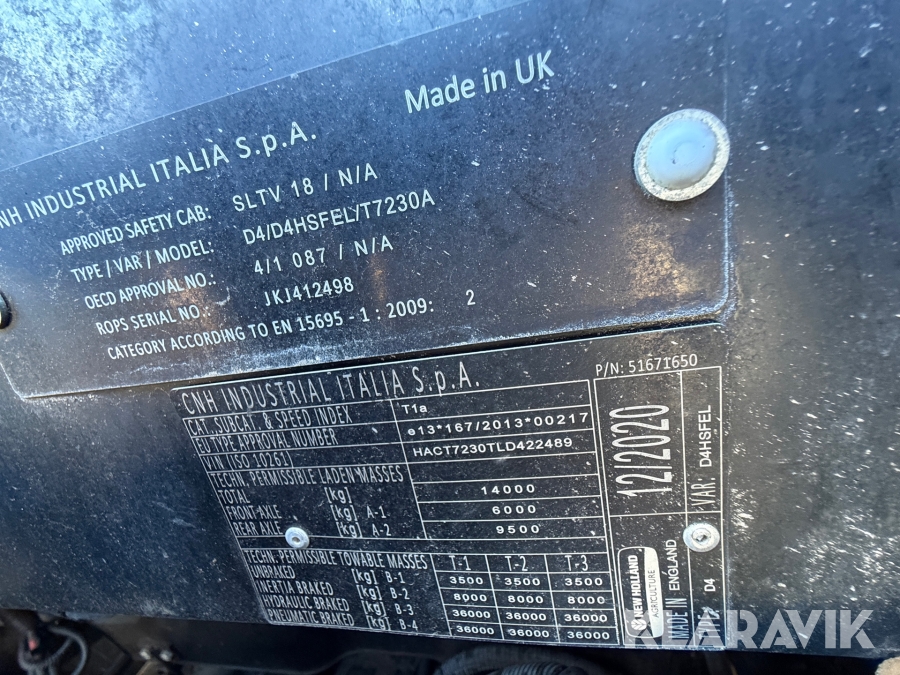 Made in UK
CNH INDUSTRIAL ITALIA S.p.A.
APPROVED SAFETY CAB: SLTV 18 / N/A
TYPE / VAR / MODEL: D4/D4HSFEL/T7230A
OECD APPROVAL NO.: 4/1 087 / N/A
ROPS SERIAL NO.: JKJ412498
CATEGORY ACCORDING TO EN 15695 - 1 : 2009: 2
CNH INDUSTRIAL ITALIA S.p.A. P/N: 51671650
CAT. SUBCAT. & SPEED INDEX T1a
EU TYPE APPROVAL NUMBER e13*167/2013*00217
VIN (ISO 10261) HACT7230TLD422489
TECHN. PERMISSIBLE LADEN MASSES
TOTAL [kg] 14000
FRONT-AXLE [kg] A-1 6000
REAR AXLE [kg] A-2 9500
TECHN. PERMISSIBLE TOWABLE MASSES T-1 T-2 T-3
UNBRAKED [kg] B-1 3500 3500 3500
INERTIA BRAKED [kg] B-2 8000 8000 8000
HYDRAULIC BRAKED [kg] B-3 36000 36000 36000
PNEUMATIC BRAKED [kg] B-4 36000 36000 36000
12/2020
VAR. D4HSFEL
NEW HOLLAND
AGRICULTURE
MADE IN ENGLAND
D4
KLARAVIK